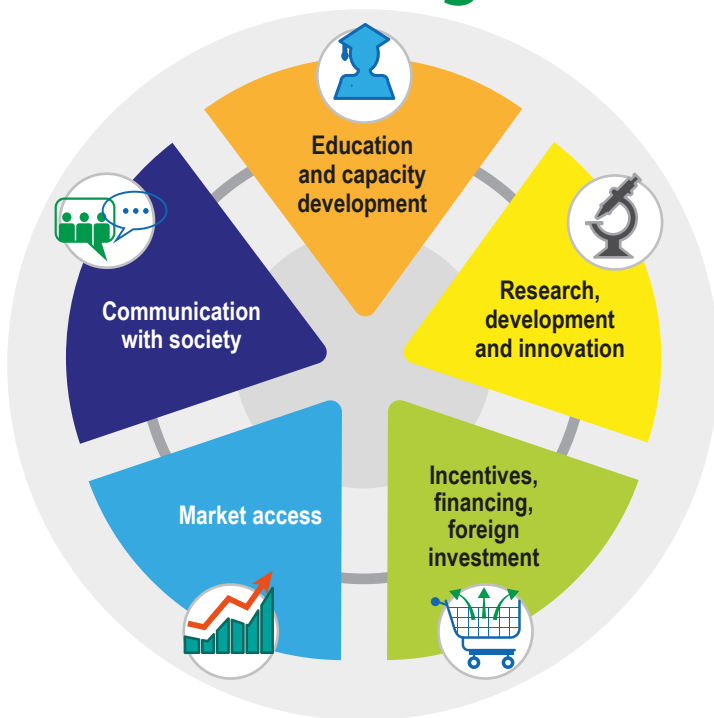 Education
and capacity
development
Research,
development
and innovation
Incentives,
financing,
foreign
investment
Market access
Communication
with society